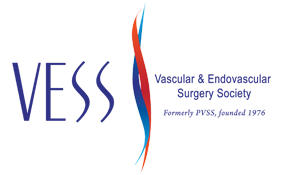 VESS
Vascular & Endovascular
Surgery Society
Formerly PVSS, founded 1976